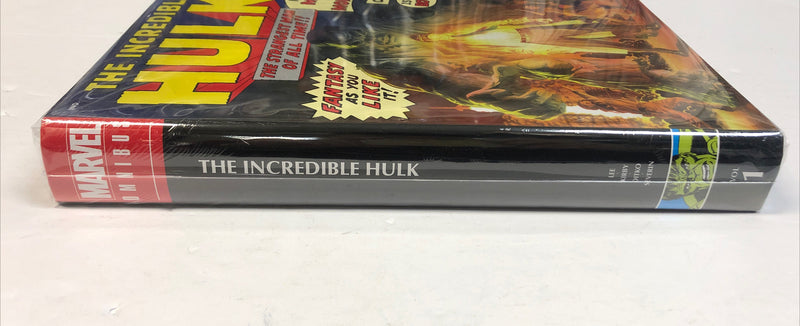 THE INCREDIBLE
HULK
THE STRANGEST MAN
OF ALL TIME!!
FANTASY
AS YOU
LIKE
IT!
MARVEL
OMNIBUS
THE INCREDIBLE HULK
LEE
KIRBY
DITKO
SEVERIN
VOL
1